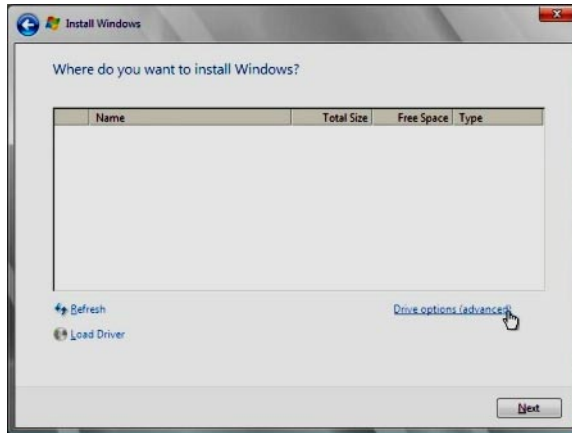 Install Windows
Where do you want to install Windows?
Name Total Size Free Space Type
Refresh Drive options (advanced)
Load Driver
Next